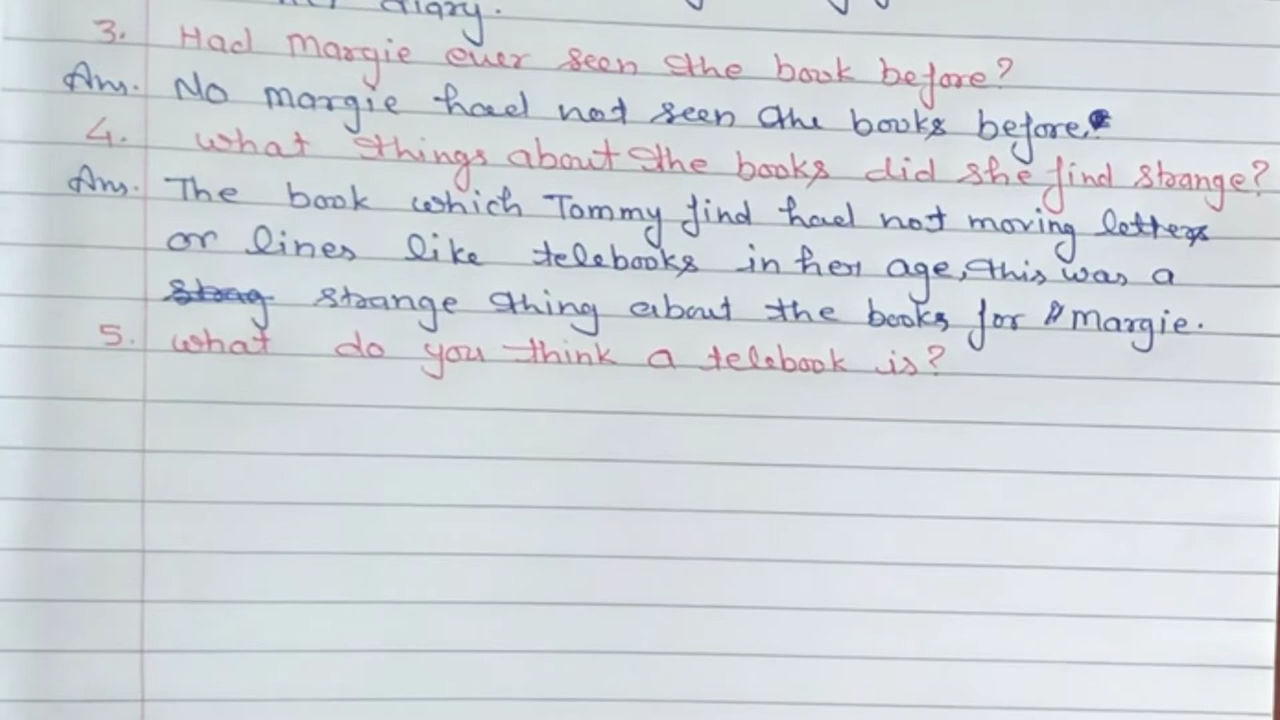 diary.
3. Had Margie ever seen the book before?
Ans. No margie had not seen the books before.
4. what things about the books did she find strange?
Ans. The book which Tommy find had not moving letters
or lines like telebooks in her age, this was a
strange thing about the books for Margie.
5. what do you think a telebook is?